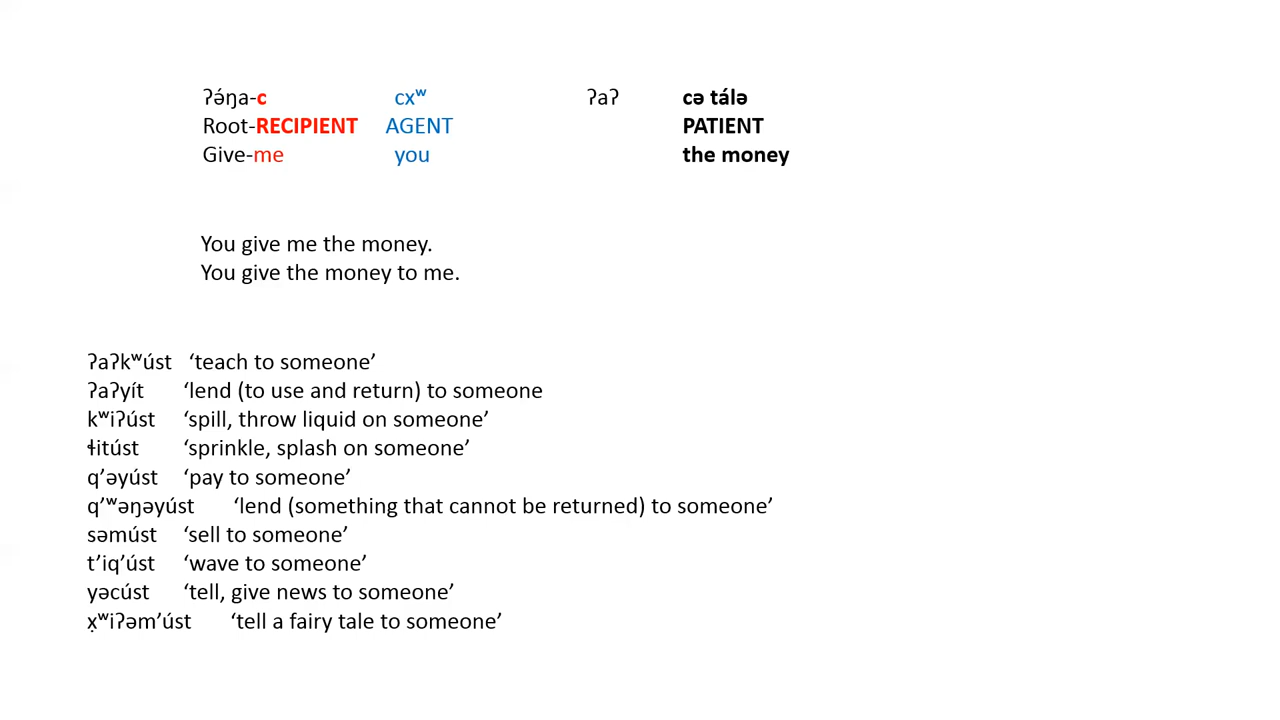 ʔə́ŋa-c cxʷ ʔaʔ cə tálə
Root-RECIPIENT AGENT PATIENT
Give-me you the money
You give me the money.
You give the money to me.
ʔaʔkʷúst ‘teach to someone’
ʔaʔyít ‘lend (to use and return) to someone
kʷiʔúst ‘spill, throw liquid on someone’
ɬitúst ‘sprinkle, splash on someone’
q’əyúst ‘pay to someone’
q’ʷəŋəyúst ‘lend (something that cannot be returned) to someone’
səmúst ‘sell to someone’
t’iq’úst ‘wave to someone’
yəcúst ‘tell, give news to someone’
x̣ʷiʔəm’úst ‘tell a fairy tale to someone’